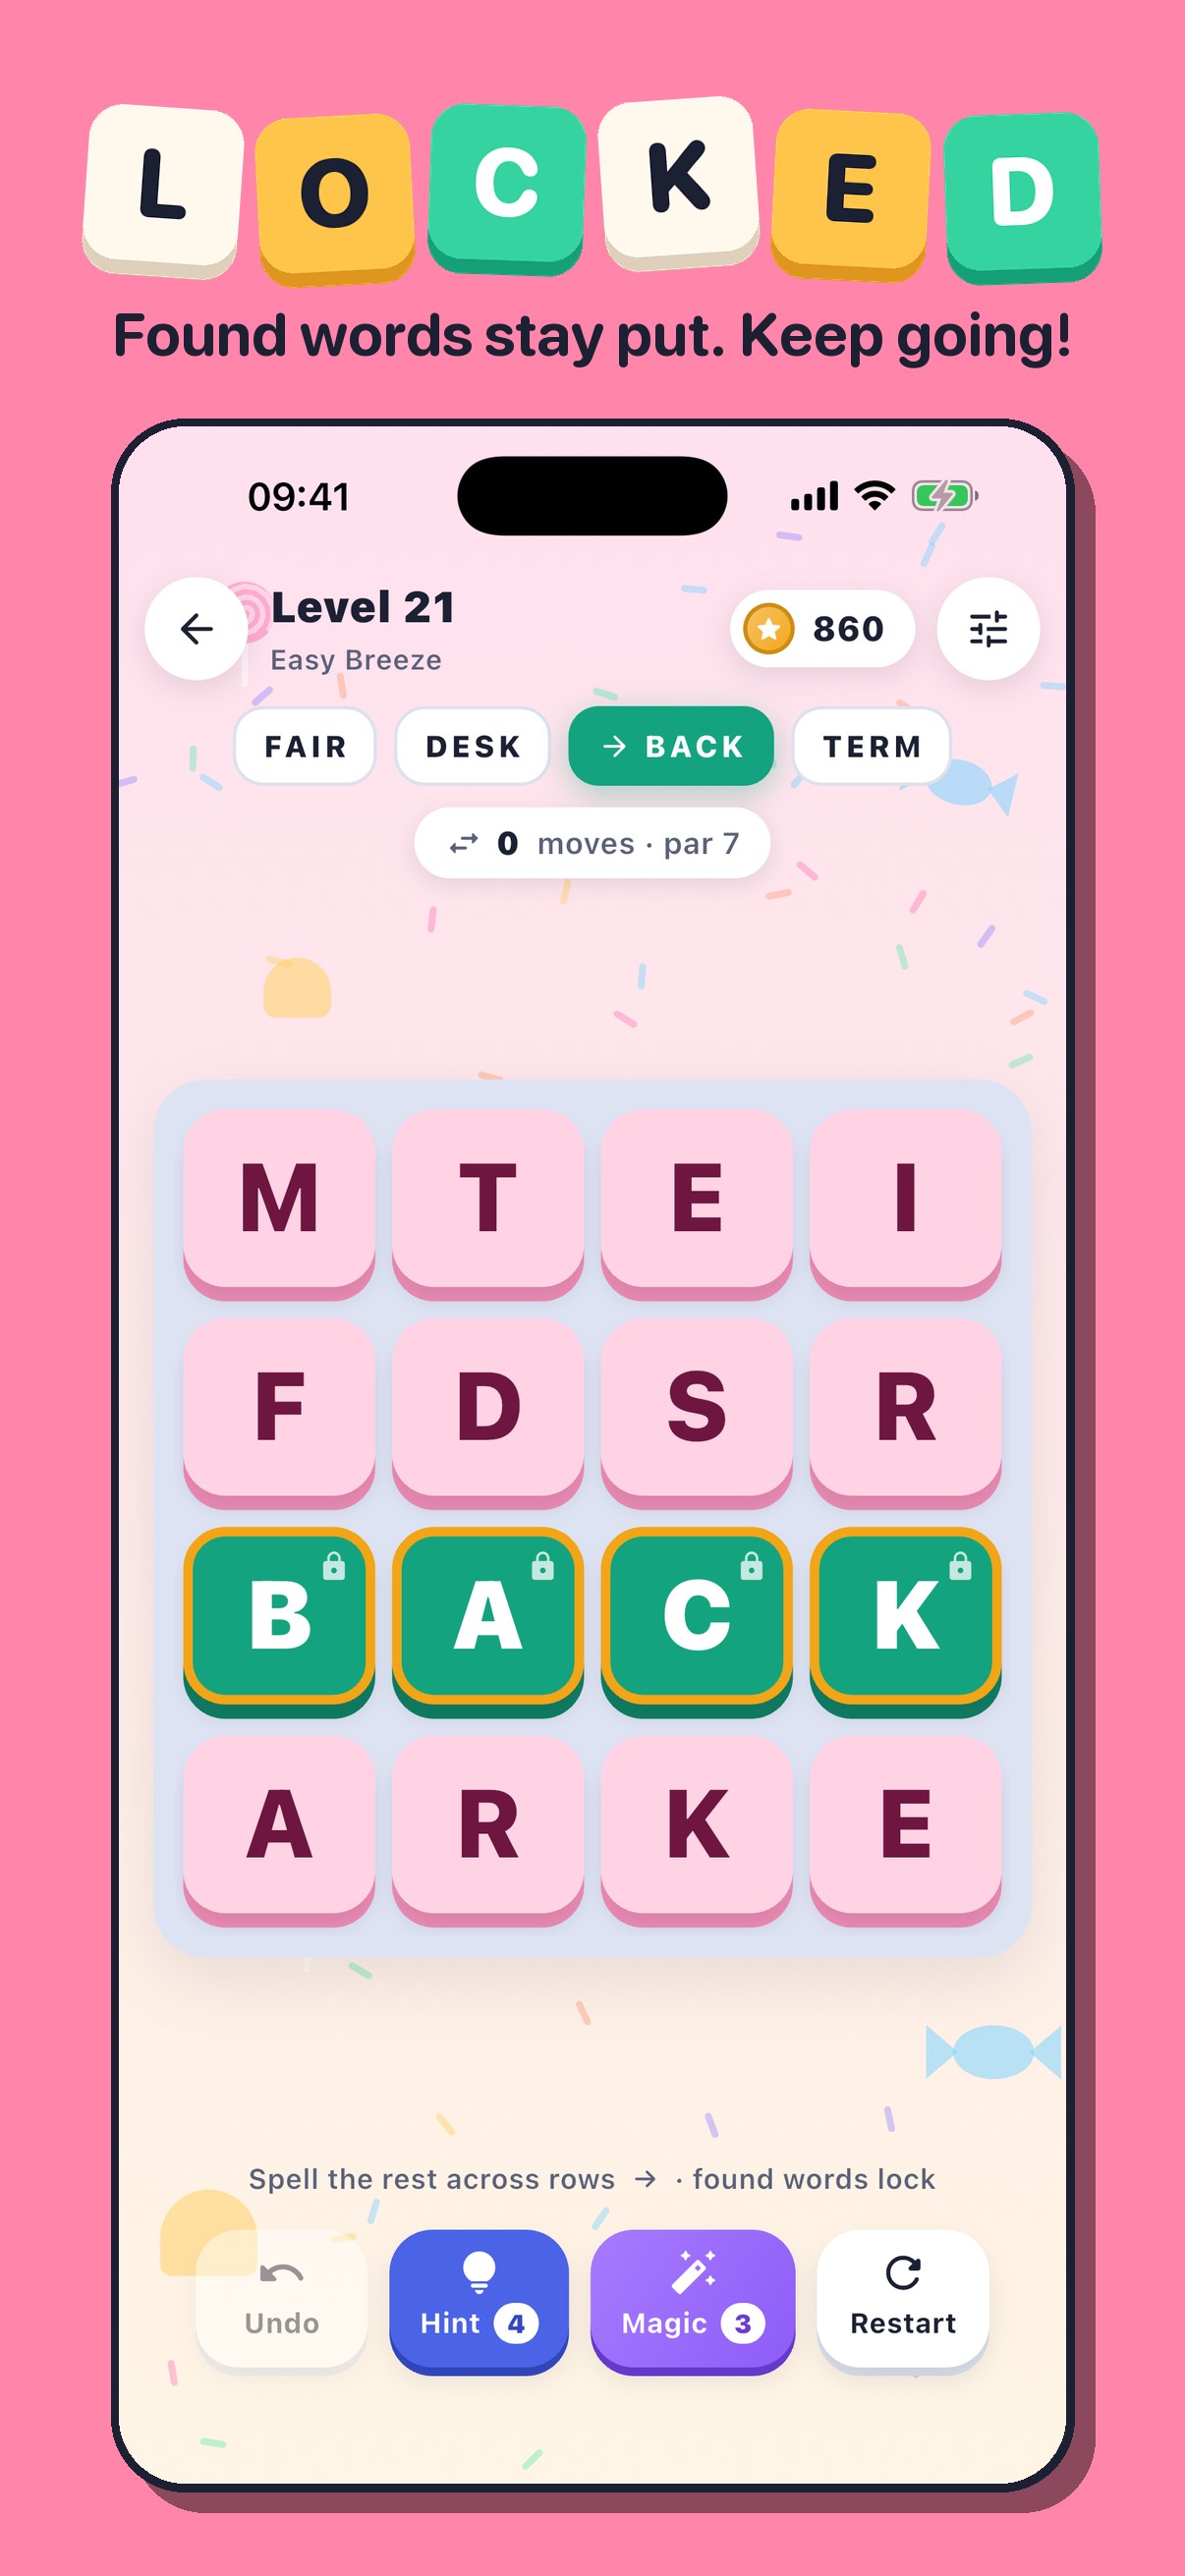 LOCKED
Found words stay put. Keep going!
09:41
Level 21
Easy Breeze
860
FAIR DESK → BACK TERM
0 moves · par 7
M T E I
F D S R
B A C K
A R K E
Spell the rest across rows → · found words lock
Undo Hint 4 Magic 3 Restart